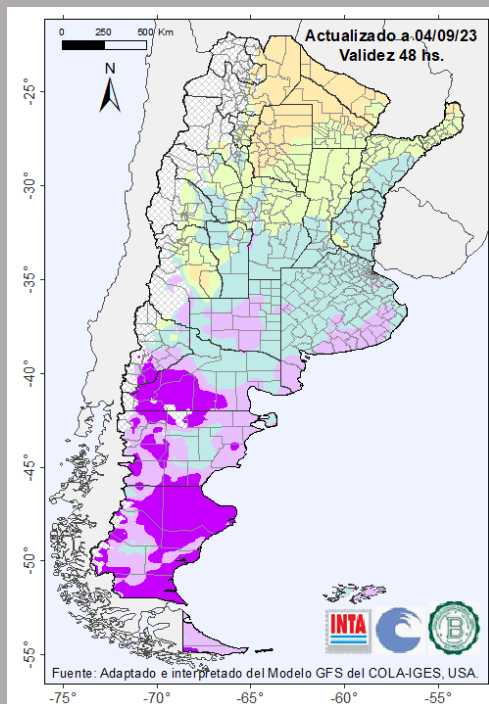 0 250 500 Km
Actualizado a 04/09/23
Validez 48 hs.
N
-25°
-30°
-35°
-40°
-45°
-50°
-55°
INTA
B
Fuente: Adaptado e interpretado del Modelo GFS del COLA-IGES, USA.
-75° -70° -65° -60° -55°